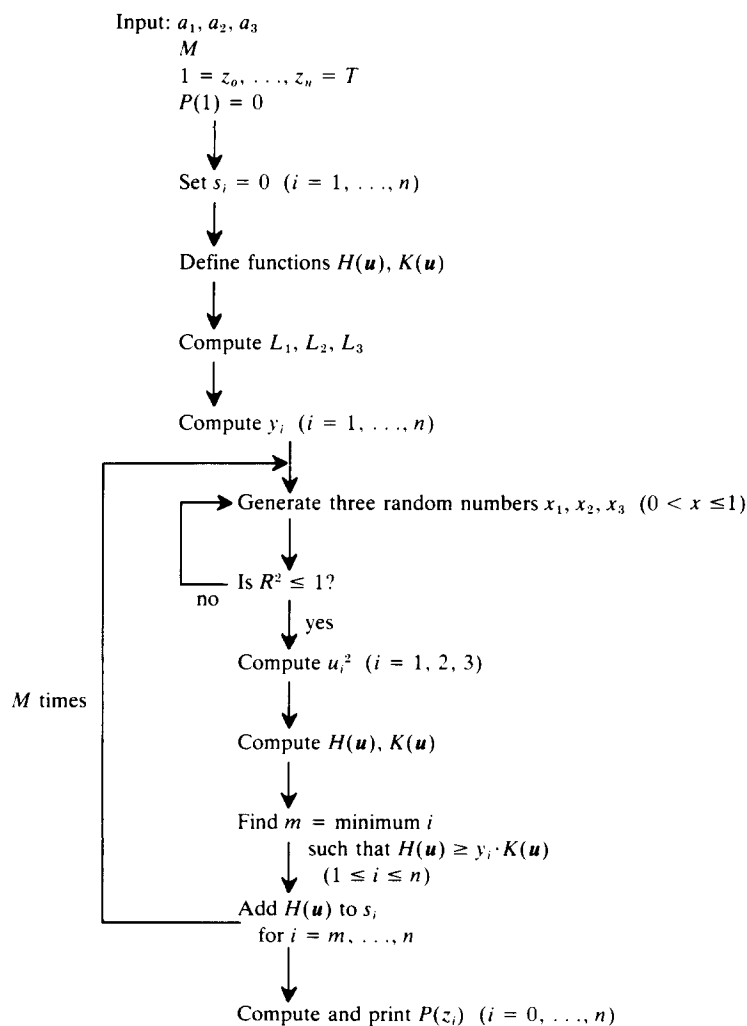 Input: a₁, a₂, a₃
M
1 = zₒ, . . ., zₙ = T
P(1) = 0
Set sᵢ = 0 (i = 1, . . ., n)
Define functions H(u), K(u)
Compute L₁, L₂, L₃
Compute yᵢ (i = 1, . . ., n)
Generate three random numbers x₁, x₂, x₃ (0 < x ≤1)
Is R² ≤ 1?
no
yes
Compute uᵢ² (i = 1, 2, 3)
M times
Compute H(u), K(u)
Find m = minimum i
such that H(u) ≥ yᵢ·K(u)
(1 ≤ i ≤ n)
Add H(u) to sᵢ
for i = m, . . ., n
Compute and print P(zᵢ) (i = 0, . . ., n)